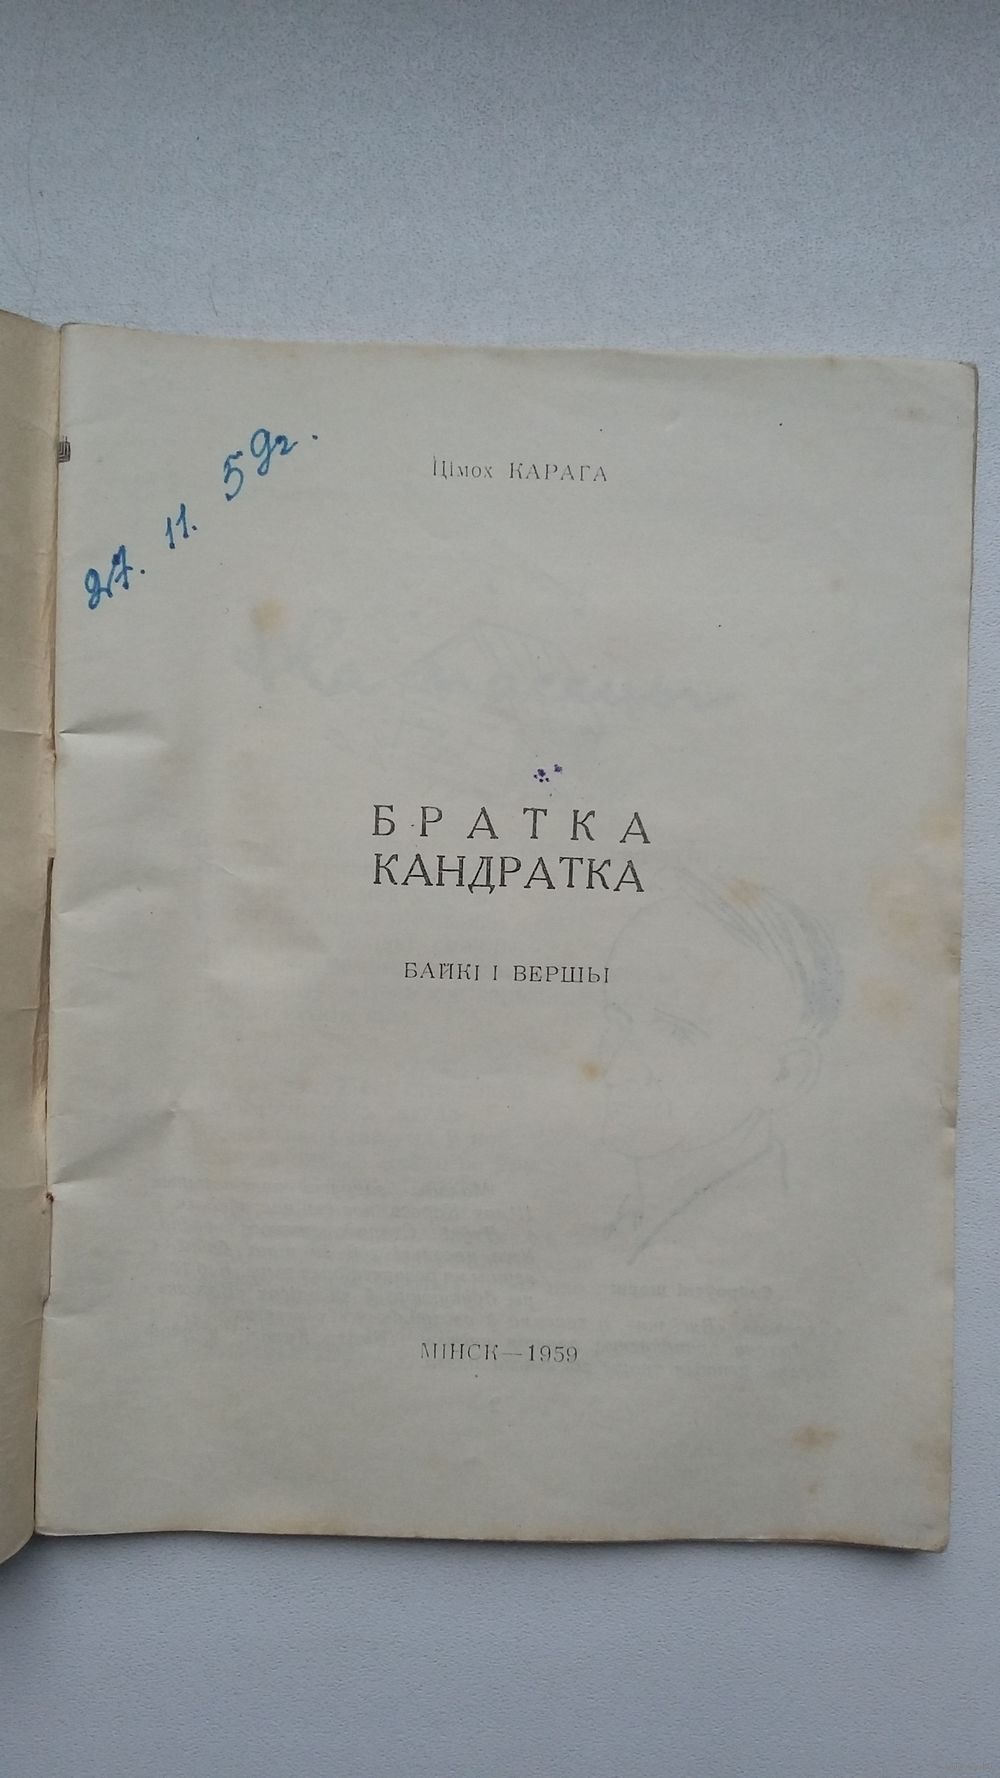 27. 11. 59г.
Цімох КАРАГА
БРАТКА
КАНДРАТКА
БАЙКІ І ВЕРШЫ
МІНСК—1959